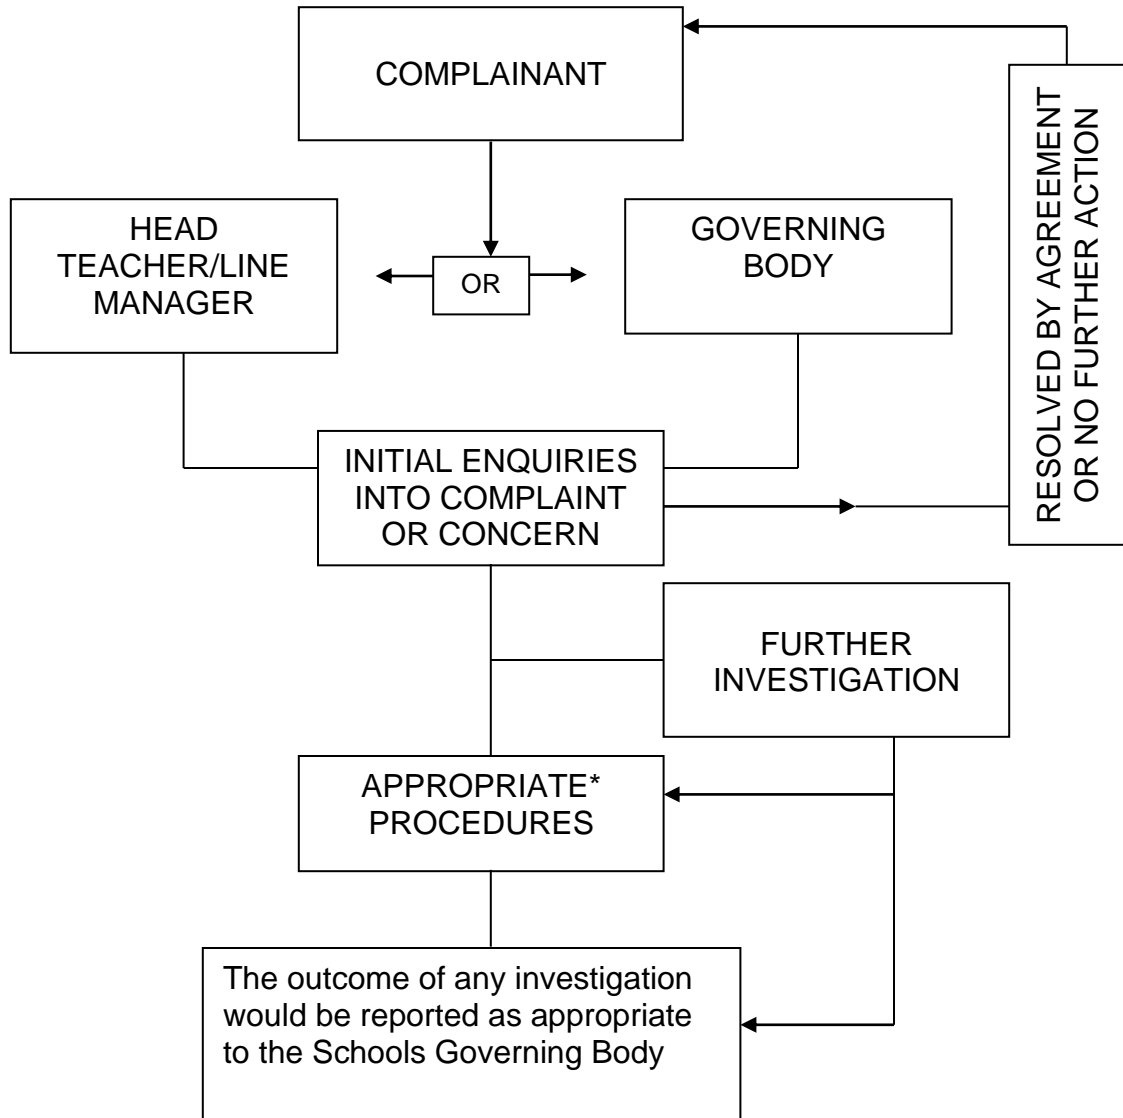 COMPLAINANT
HEAD
TEACHER/LINE
MANAGER
OR
GOVERNING
BODY
RESOLVED BY AGREEMENT
OR NO FURTHER ACTION
INITIAL ENQUIRIES
INTO COMPLAINT
OR CONCERN
FURTHER
INVESTIGATION
APPROPRIATE*
PROCEDURES
The outcome of any investigation
would be reported as appropriate
to the Schools Governing Body